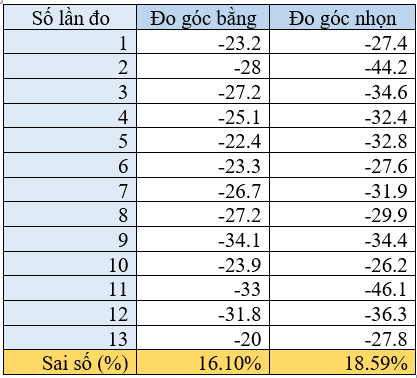 Số lần đo Đo góc bằng Đo góc nhọn
1 -23.2 -27.4
2 -28 -44.2
3 -27.2 -34.6
4 -25.1 -32.4
5 -22.4 -32.8
6 -23.3 -27.6
7 -26.7 -31.9
8 -27.2 -29.9
9 -34.1 -34.4
10 -23.9 -26.2
11 -33 -46.1
12 -31.8 -36.3
13 -20 -27.8
Sai số (%) 16.10% 18.59%